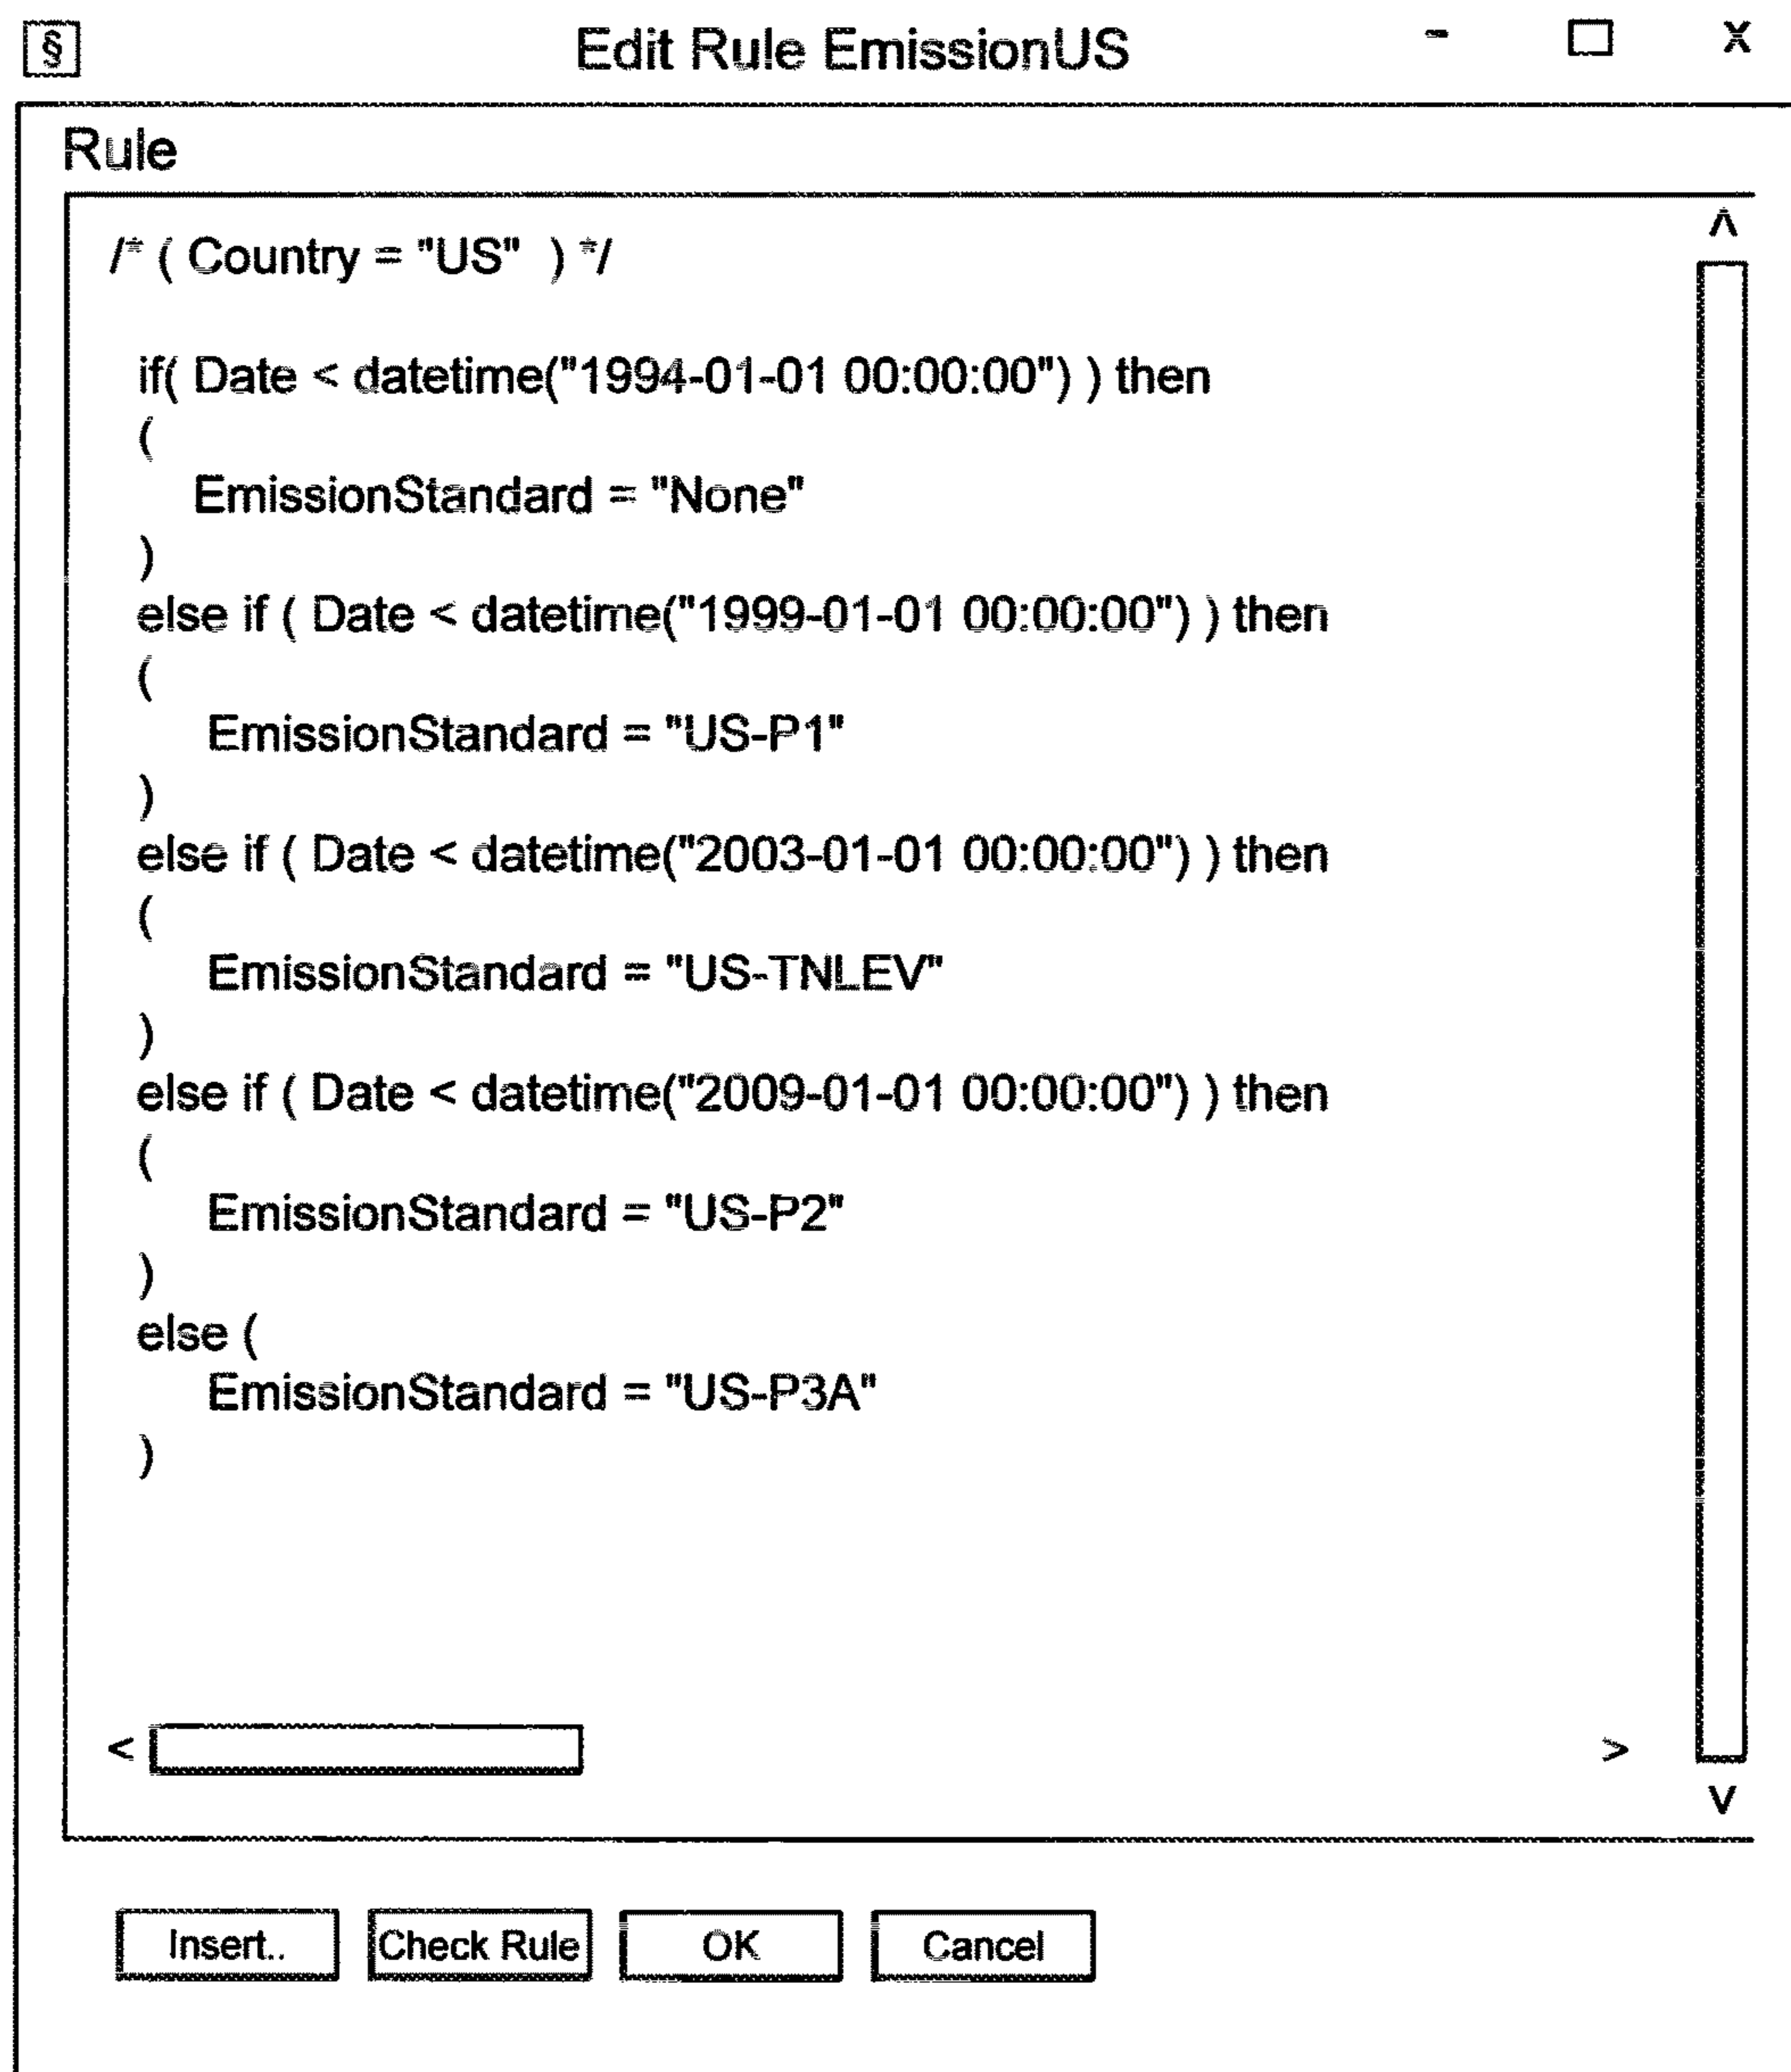 § Edit Rule EmissionUS - □ X
Rule
/* ( Country = "US"  ) */
if( Date < datetime("1994-01-01 00:00:00") ) then
(
EmissionStandard = "None"
)
else if ( Date < datetime("1999-01-01 00:00:00") ) then
(
EmissionStandard = "US-P1"
)
else if ( Date < datetime("2003-01-01 00:00:00") ) then
(
EmissionStandard = "US-TNLEV"
)
else if ( Date < datetime("2009-01-01 00:00:00") ) then
(
EmissionStandard = "US-P2"
)
else (
EmissionStandard = "US-P3A"
)
Insert.. Check Rule OK Cancel